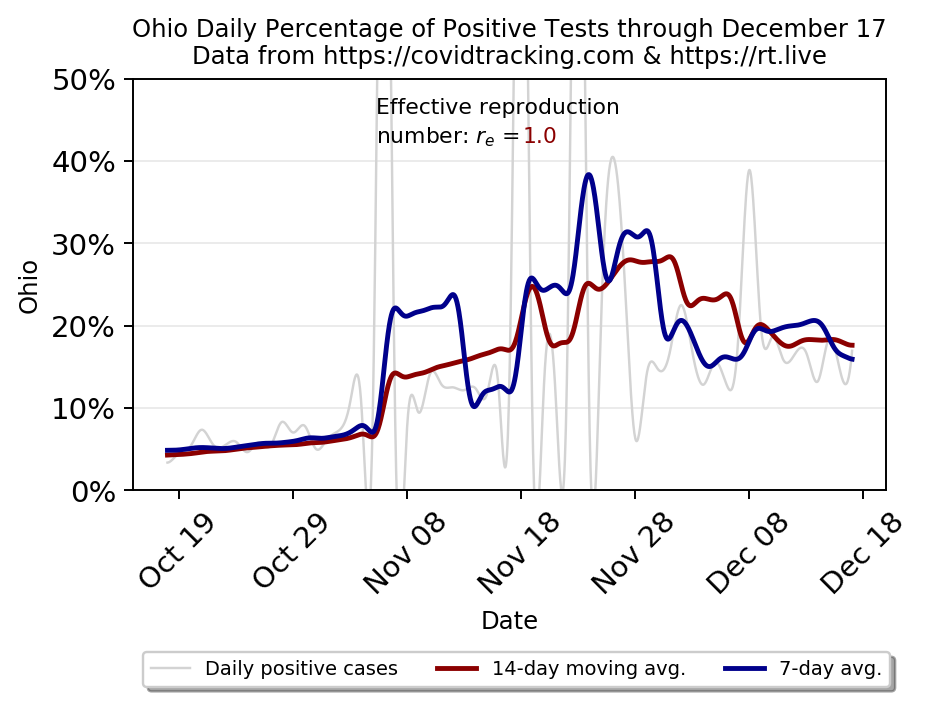 Ohio Daily Percentage of Positive Tests through December 17
Data from https://covidtracking.com & https://rt.live
50%
40%
30%
20%
10%
0%
Ohio
Effective reproduction
number: rₑ =1.0
Oct 19
Oct 29
Nov 08
Nov 18
Nov 28
Dec 08
Dec 18
Date
Daily positive cases
14-day moving avg.
7-day avg.